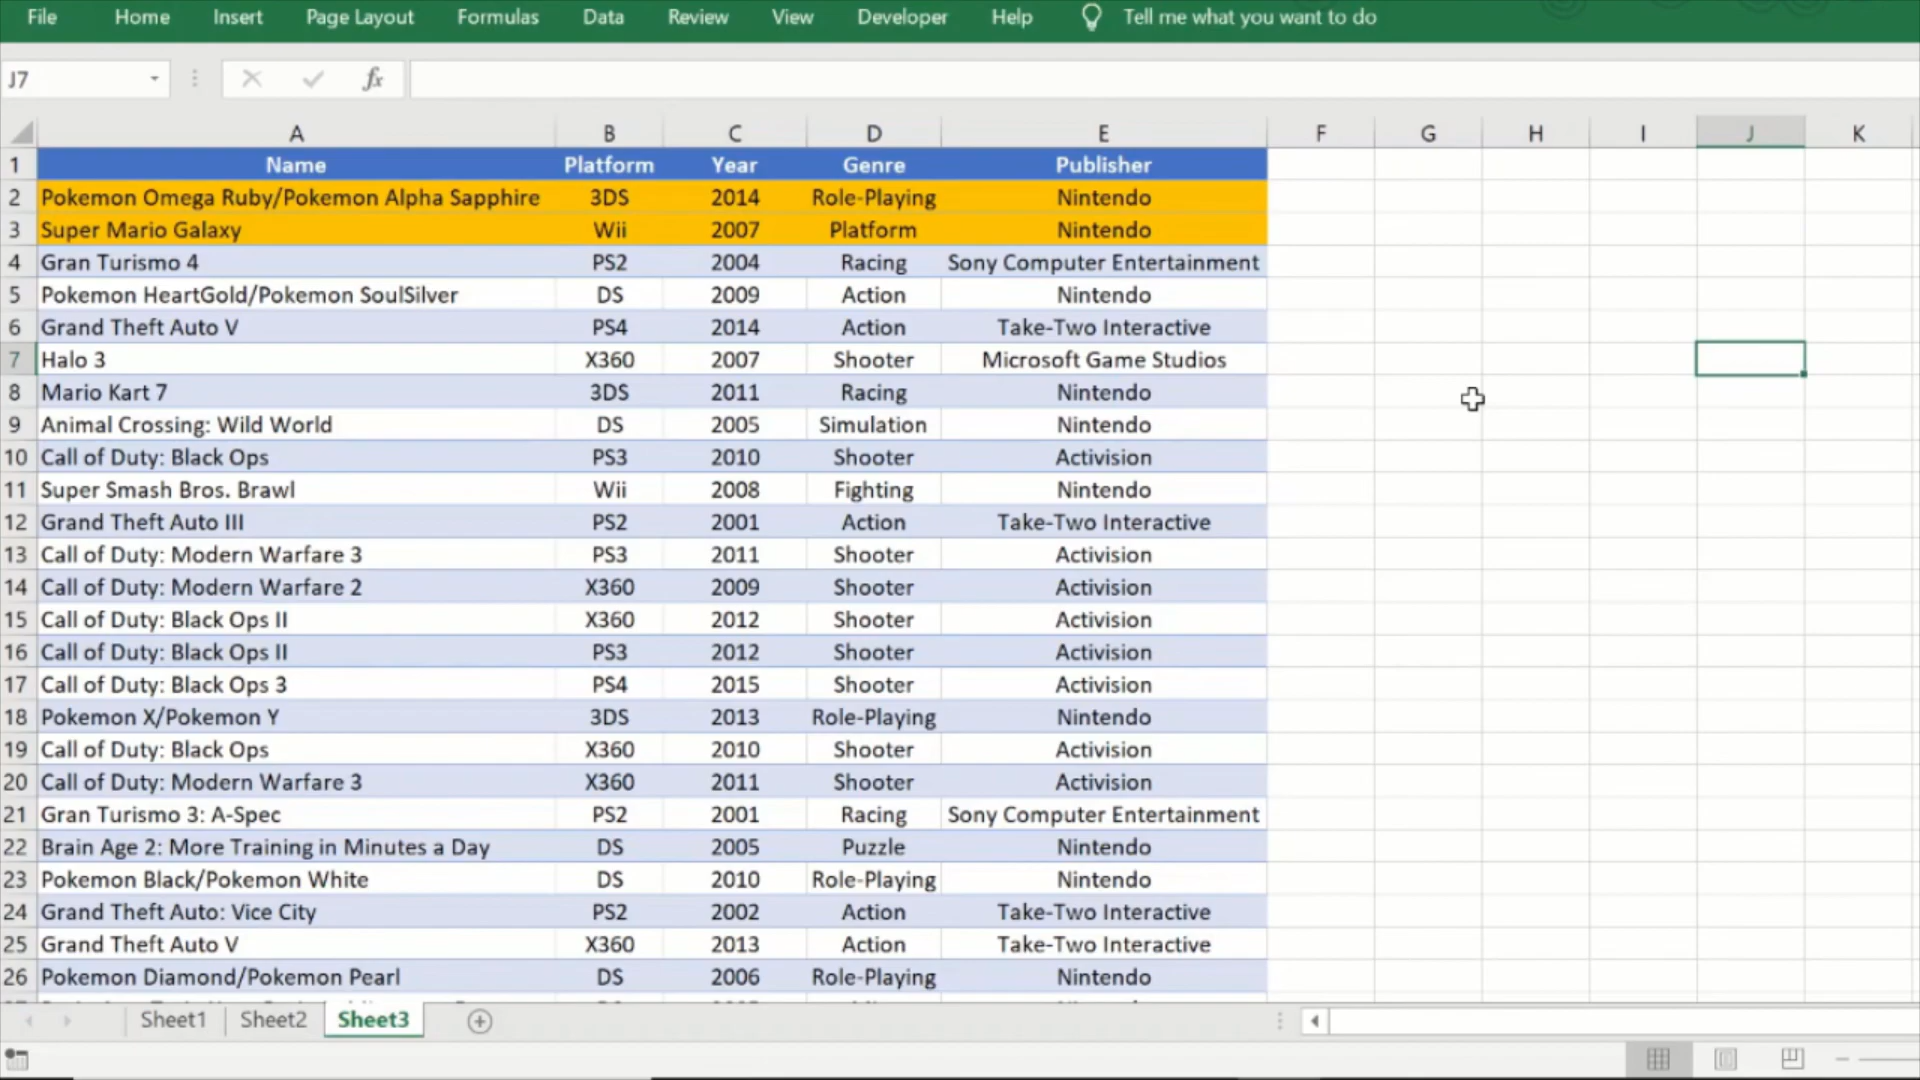 File Home Insert Page Layout Formulas Data Review View Developer Help Tell me what you want to do
J7 fx
A B C D E F G H I J K
1 Name Platform Year Genre Publisher
2 Pokemon Omega Ruby/Pokemon Alpha Sapphire 3DS 2014 Role-Playing Nintendo
3 Super Mario Galaxy Wii 2007 Platform Nintendo
4 Gran Turismo 4 PS2 2004 Racing Sony Computer Entertainment
5 Pokemon HeartGold/Pokemon SoulSilver DS 2009 Action Nintendo
6 Grand Theft Auto V PS4 2014 Action Take-Two Interactive
7 Halo 3 X360 2007 Shooter Microsoft Game Studios
8 Mario Kart 7 3DS 2011 Racing Nintendo
9 Animal Crossing: Wild World DS 2005 Simulation Nintendo
10 Call of Duty: Black Ops PS3 2010 Shooter Activision
11 Super Smash Bros. Brawl Wii 2008 Fighting Nintendo
12 Grand Theft Auto III PS2 2001 Action Take-Two Interactive
13 Call of Duty: Modern Warfare 3 PS3 2011 Shooter Activision
14 Call of Duty: Modern Warfare 2 X360 2009 Shooter Activision
15 Call of Duty: Black Ops II X360 2012 Shooter Activision
16 Call of Duty: Black Ops II PS3 2012 Shooter Activision
17 Call of Duty: Black Ops 3 PS4 2015 Shooter Activision
18 Pokemon X/Pokemon Y 3DS 2013 Role-Playing Nintendo
19 Call of Duty: Black Ops X360 2010 Shooter Activision
20 Call of Duty: Modern Warfare 3 X360 2011 Shooter Activision
21 Gran Turismo 3: A-Spec PS2 2001 Racing Sony Computer Entertainment
22 Brain Age 2: More Training in Minutes a Day DS 2005 Puzzle Nintendo
23 Pokemon Black/Pokemon White DS 2010 Role-Playing Nintendo
24 Grand Theft Auto: Vice City PS2 2002 Action Take-Two Interactive
25 Grand Theft Auto V X360 2013 Action Take-Two Interactive
26 Pokemon Diamond/Pokemon Pearl DS 2006 Role-Playing Nintendo
Sheet1 Sheet2 Sheet3